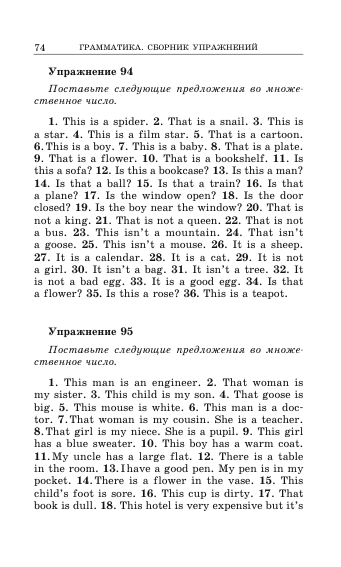 74 ГРАММАТИКА. СБОРНИК УПРАЖНЕНИЙ
Упражнение 94
Поставьте следующие предложения во множе-
ственное число.
1. This is a spider. 2. That is a snail. 3. This is
a star. 4. This is a film star. 5. That is a cartoon.
6. This is a boy. 7. This is a baby. 8. That is a plate.
9. That is a flower. 10. That is a bookshelf. 11. Is
this a sofa? 12. Is this a bookcase? 13. Is this a man?
14. Is that a ball? 15. Is that a train? 16. Is that
a plane? 17. Is the window open? 18. Is the door
closed? 19. Is the boy near the window? 20. That is
not a king. 21. That is not a queen. 22. That is not
a bus. 23. This isn't a mountain. 24. That isn't
a goose. 25. This isn't a mouse. 26. It is a sheep.
27. It is a calendar. 28. It is a cat. 29. It is not
a girl. 30. It isn't a bag. 31. It isn't a tree. 32. It
is not a bad egg. 33. It is a good egg. 34. Is that
a flower? 35. Is this a rose? 36. This is a teapot.
Упражнение 95
Поставьте следующие предложения во множе-
ственное число.
1. This man is an engineer. 2. That woman is
my sister. 3. This child is my son. 4. That goose is
big. 5. This mouse is white. 6. This man is a doc-
tor. 7. That woman is my cousin. She is a teacher.
8. That girl is my niece. She is a pupil. 9. This girl
has a blue sweater. 10. This boy has a warm coat.
11. My uncle has a large flat. 12. There is a table
in the room. 13. I have a good pen. My pen is in my
pocket. 14. There is a flower in the vase. 15. This
child's foot is sore. 16. This cup is dirty. 17. That
book is dull. 18. This hotel is very expensive but it's